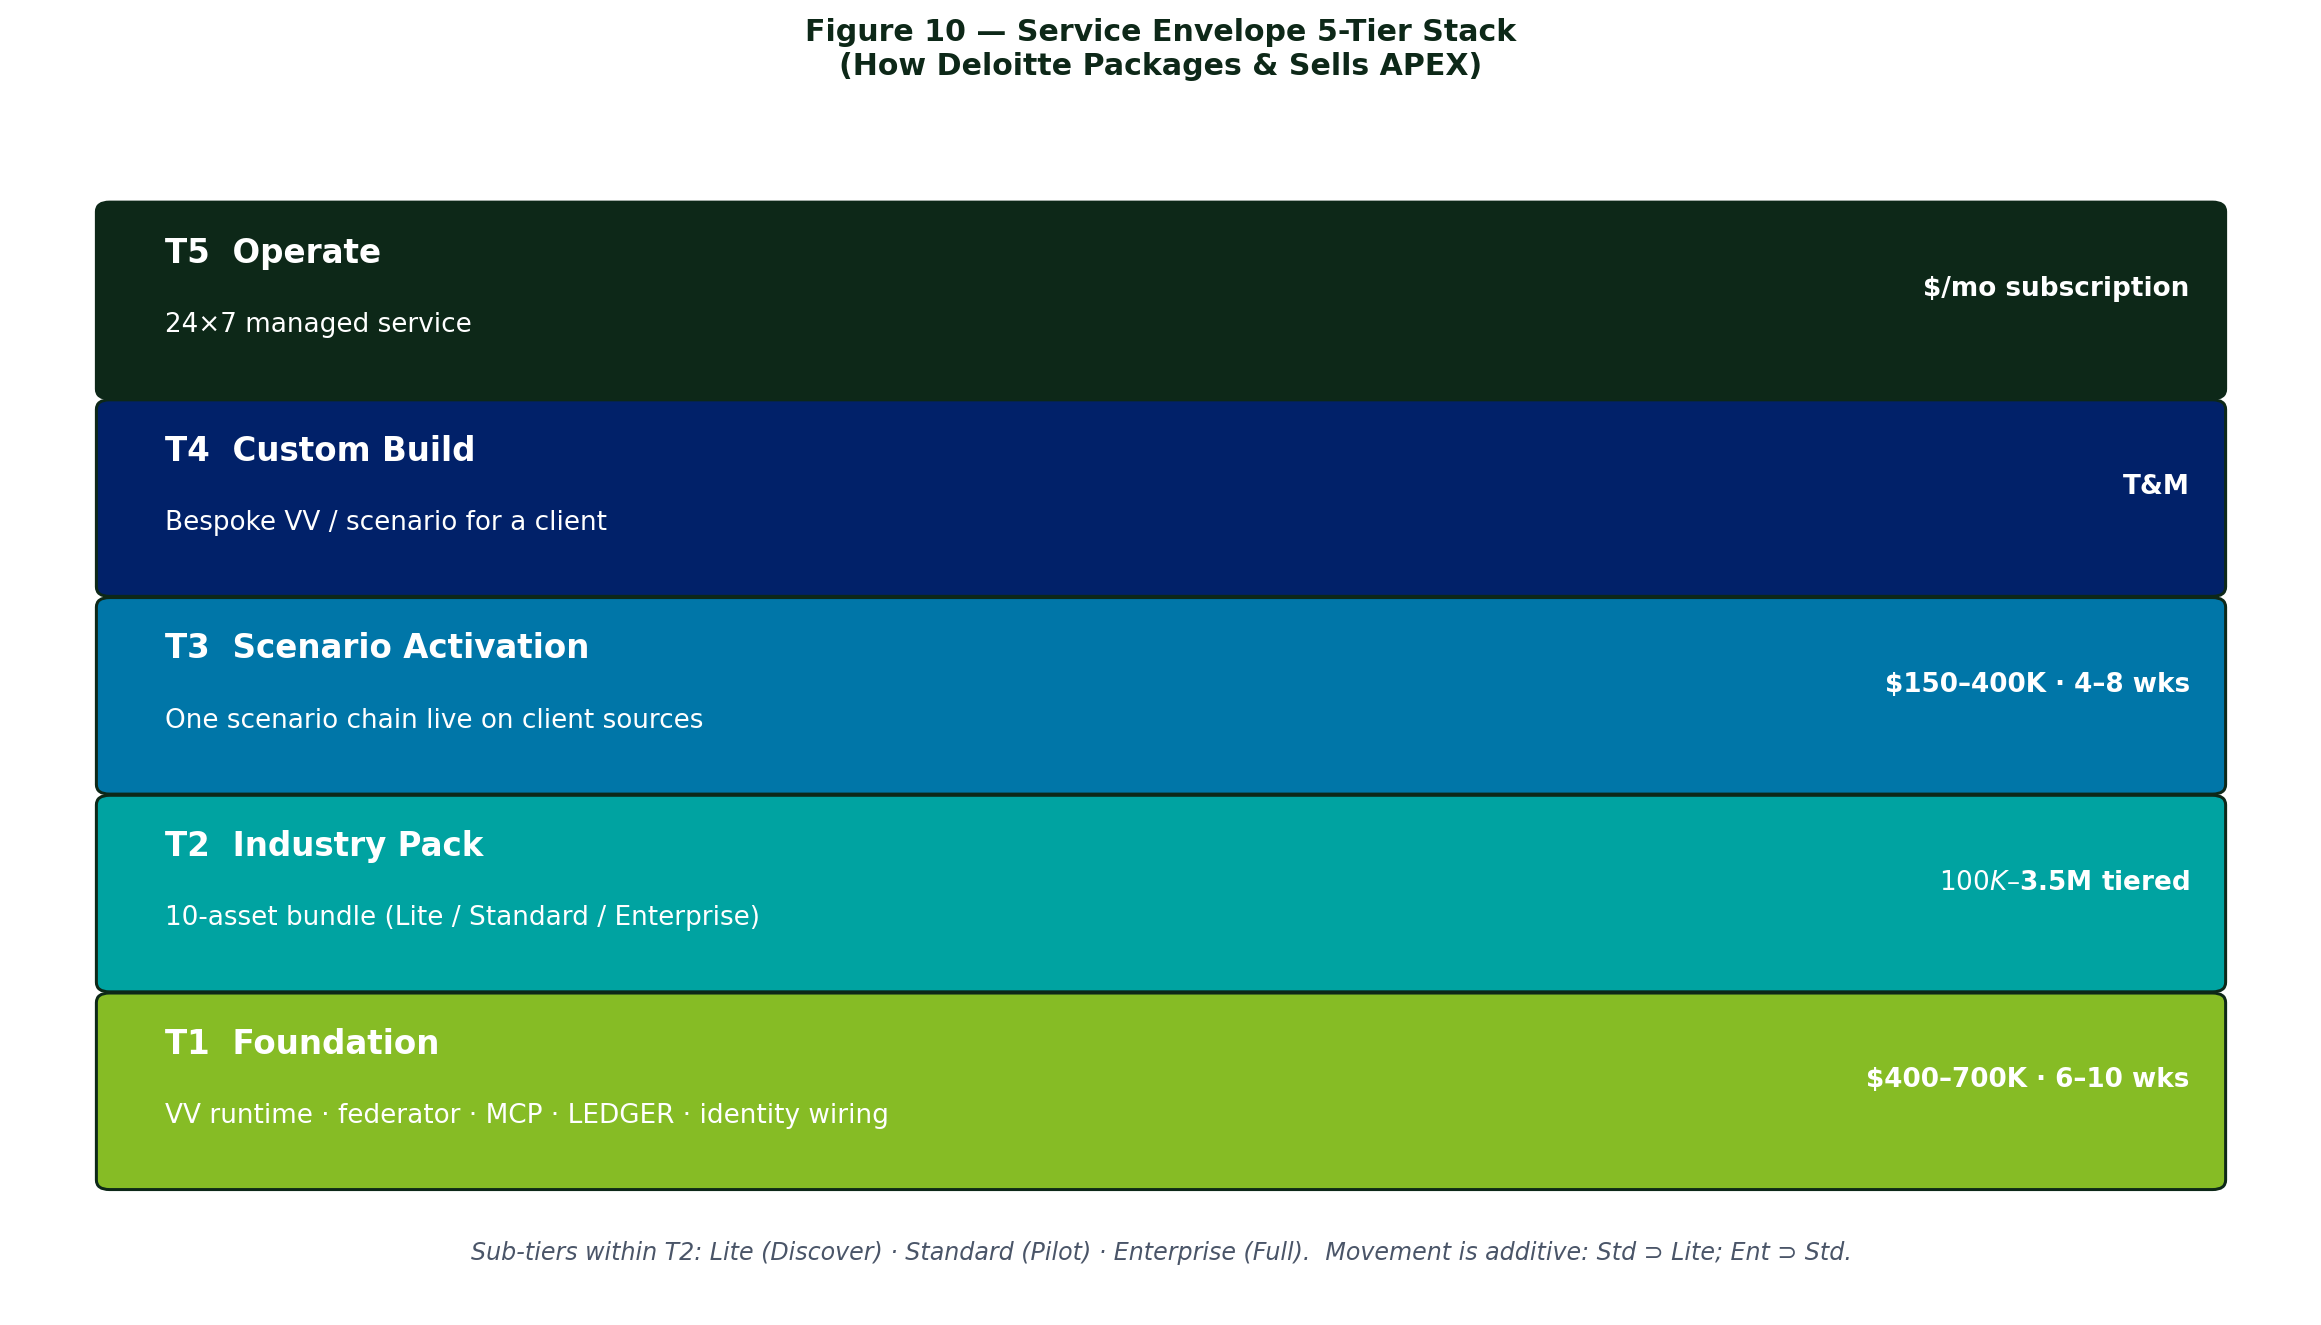 Figure 10 — Service Envelope 5-Tier Stack
(How Deloitte Packages & Sells APEX)
T5  Operate
$/mo subscription
24×7 managed service
T4  Custom Build
T&M
Bespoke VV / scenario for a client
T3  Scenario Activation
$150–400K · 4–8 wks
One scenario chain live on client sources
T2  Industry Pack
100K–3.5M tiered
10-asset bundle (Lite / Standard / Enterprise)
T1  Foundation
$400–700K · 6–10 wks
VV runtime · federator · MCP · LEDGER · identity wiring
Sub-tiers within T2: Lite (Discover) · Standard (Pilot) · Enterprise (Full).  Movement is additive: Std ⊃ Lite; Ent ⊃ Std.